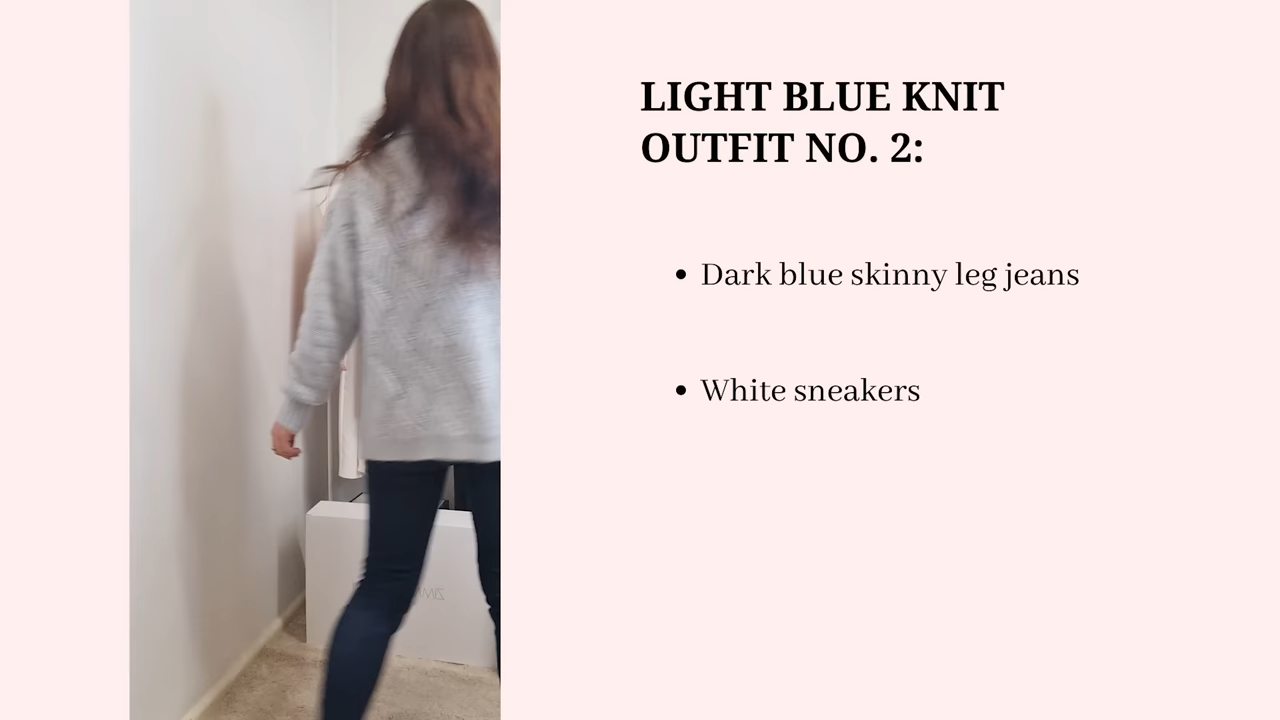 LIGHT BLUE KNIT
OUTFIT NO. 2:
• Dark blue skinny leg jeans
• White sneakers